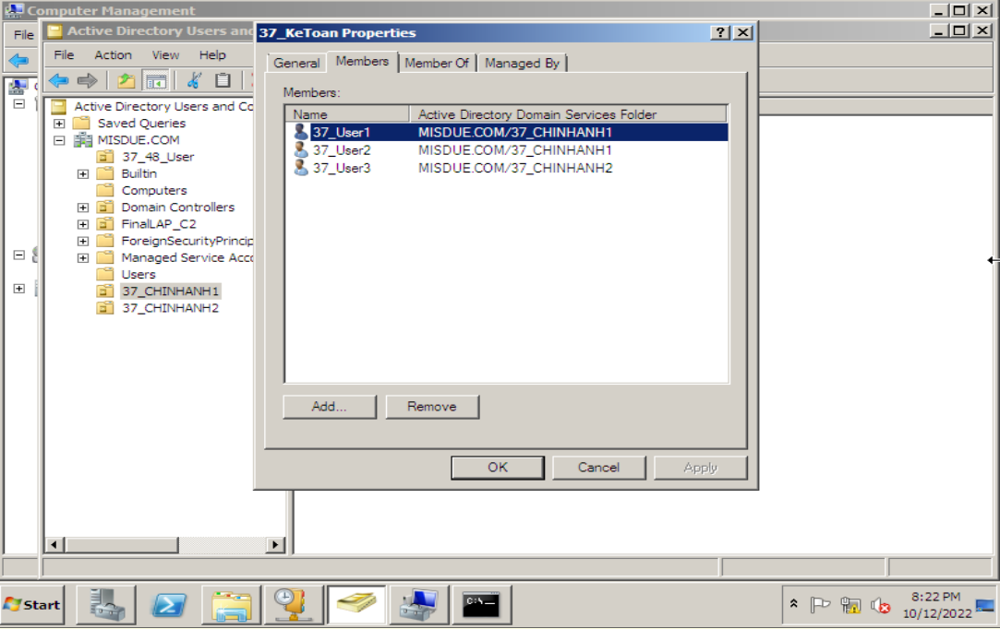 Computer Management
File
Active Directory Users and
File Action View Help
Active Directory Users and Co
Saved Queries
MISDUE.COM
37_48_User
Builtin
Computers
Domain Controllers
FinalLAP_C2
ForeignSecurityPrincip
Managed Service Acco
Users
37_CHINHANH1
37_CHINHANH2
37_KeToan Properties
General Members Member Of Managed By
Members:
Name Active Directory Domain Services Folder
37_User1 MISDUE.COM/37_CHINHANH1
37_User2 MISDUE.COM/37_CHINHANH1
37_User3 MISDUE.COM/37_CHINHANH2
Add... Remove
OK Cancel Apply
Start
C:\
8:22 PM
10/12/2022